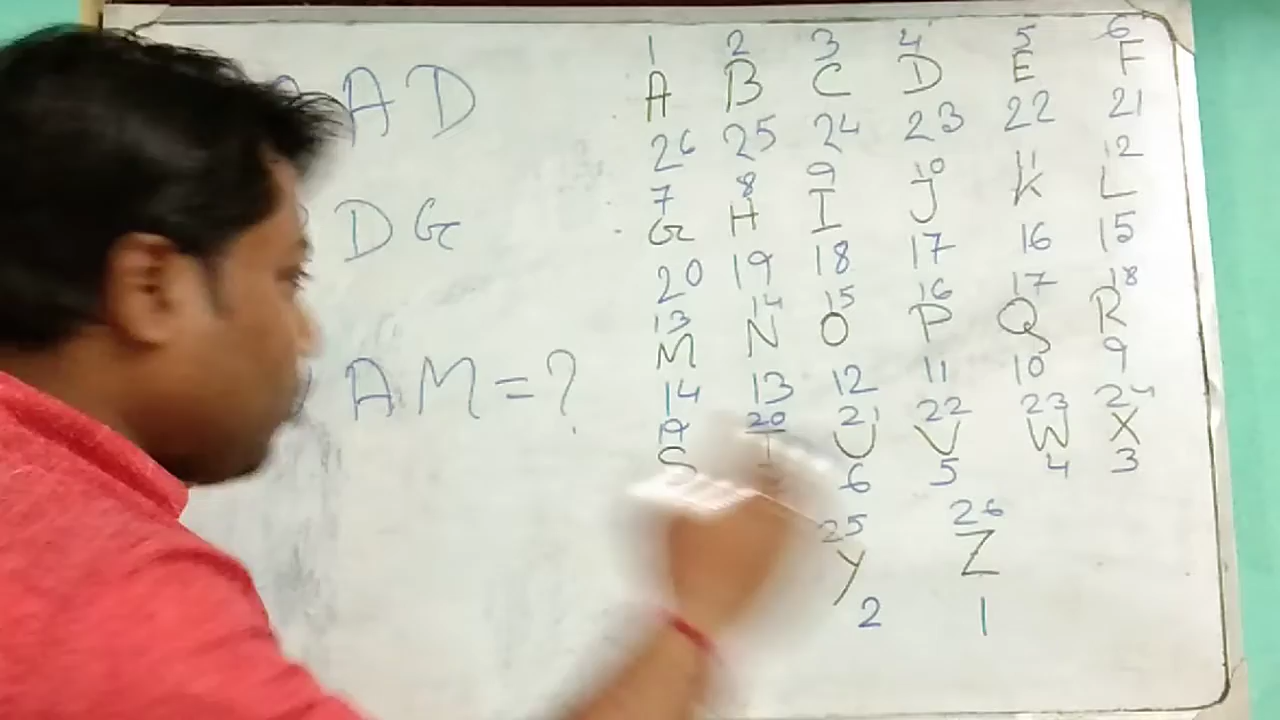 AD
DG
AM=?
1 2 3 4 5 6
A B C D E F
26 25 24 23 22 21
7 8 9 10 11 12
G H I J K L
20 19 18 17 16 15
13 14 15 16 17 18
M N O P Q R
14 13 12 11 10 9
19 20 21 22 23 24
S T U V W X
6 5 4 3
25 26
Y Z
2 1